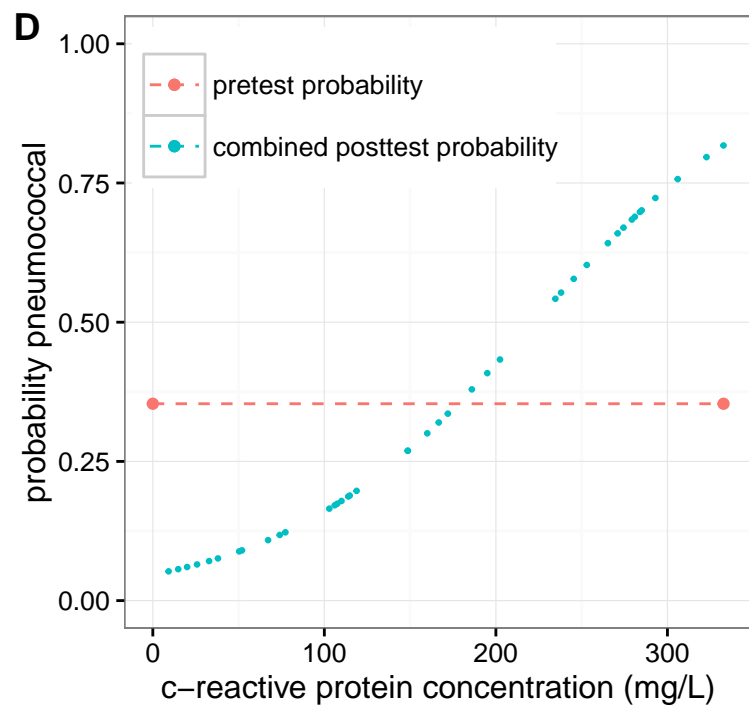 D
1.00
0.75
0.50
0.25
0.00
probability pneumococcal
pretest probability
combined posttest probability
0 100 200 300
c−reactive protein concentration (mg/L)